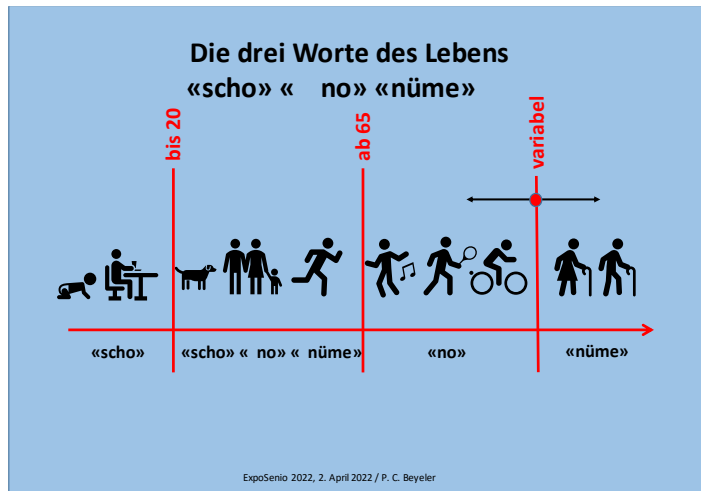 Die drei Worte des Lebens
«scho» « no» «nüme»
bis 20
ab 65
variabel
«scho»
«scho» « no» « nüme»
«no»
«nüme»
ExpoSenio 2022, 2. April 2022 / P. C. Beyeler